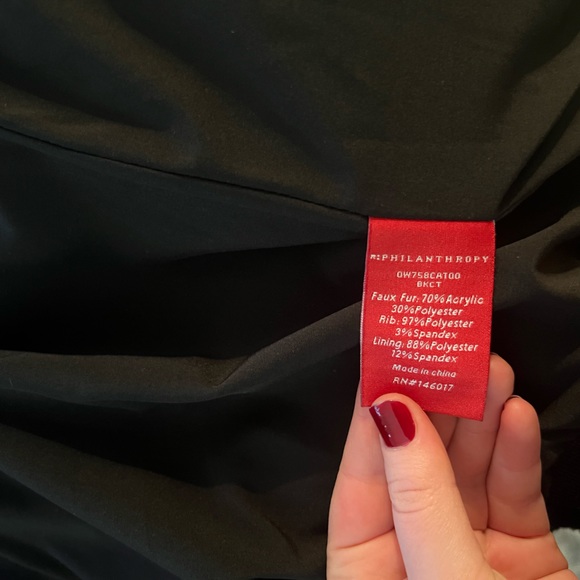 m:PHILANTHROPY
OW758CAT00
BKCT
Faux Fur: 70%Acrylic
30%Polyester
Rib: 97%Polyester
3%Spandex
Lining: 88%Polyester
12%Spandex
Made in china
RN#146017